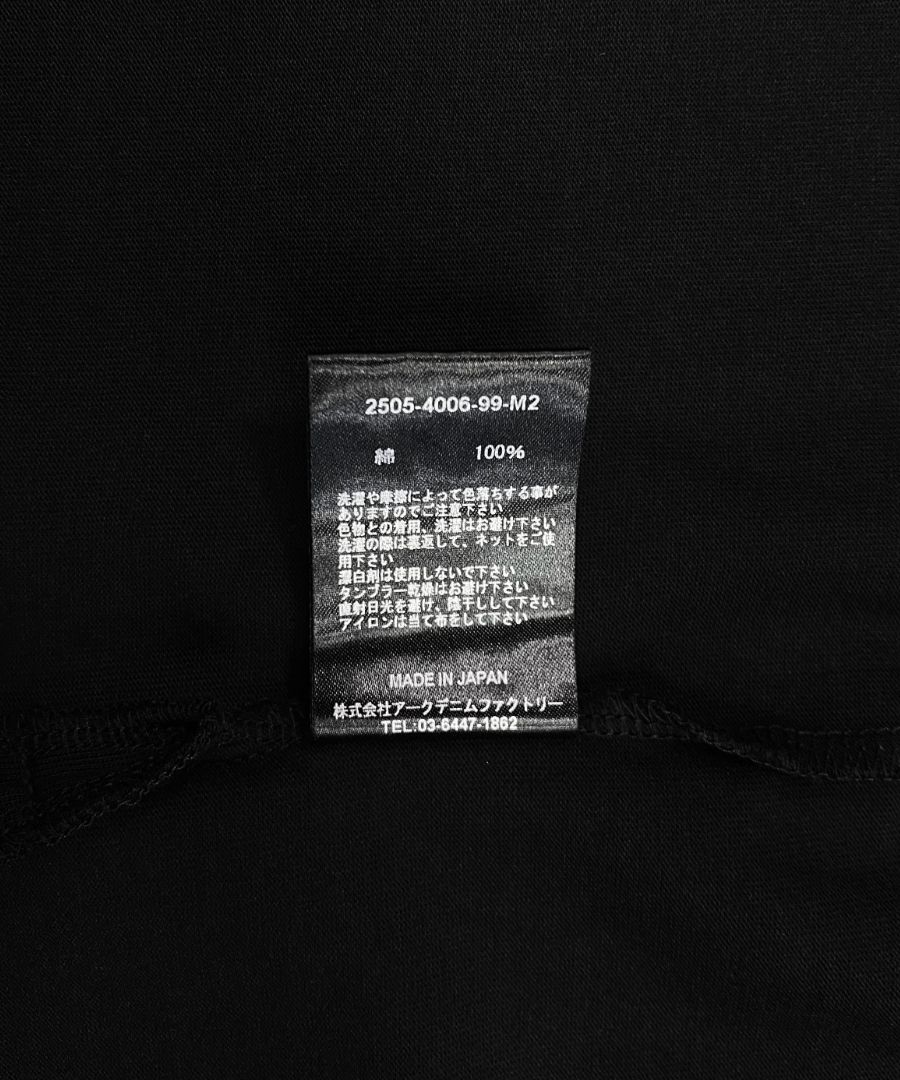 2505-4006-99-M2
綿 100%
洗濯や摩擦によって色落ちする事が
ありますのでご注意下さい
色物との着用、洗濯はお避け下さい
洗濯の際は裏返して、ネットをご使
用下さい
漂白剤は使用しないで下さい
タンブラー乾燥はお避け下さい
直射日光を避け、陰干しして下さい
アイロンは当て布をして下さい
MADE IN JAPAN
株式会社アークデニムファクトリー
TEL:03-6447-1862